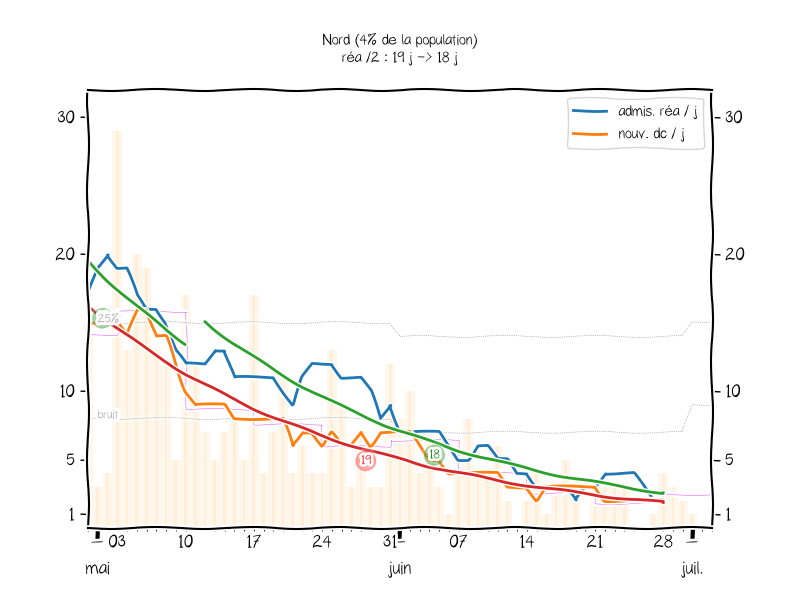 Nord (4% de la population)
réa /2 : 19 j -> 18 j
admis. réa / j
nouv. dc / j
30
30
20
20
25%
10
10
bruit
5
19
18
5
1
1
03 10 17 24 31 07 14 21 28
mai juin juil.